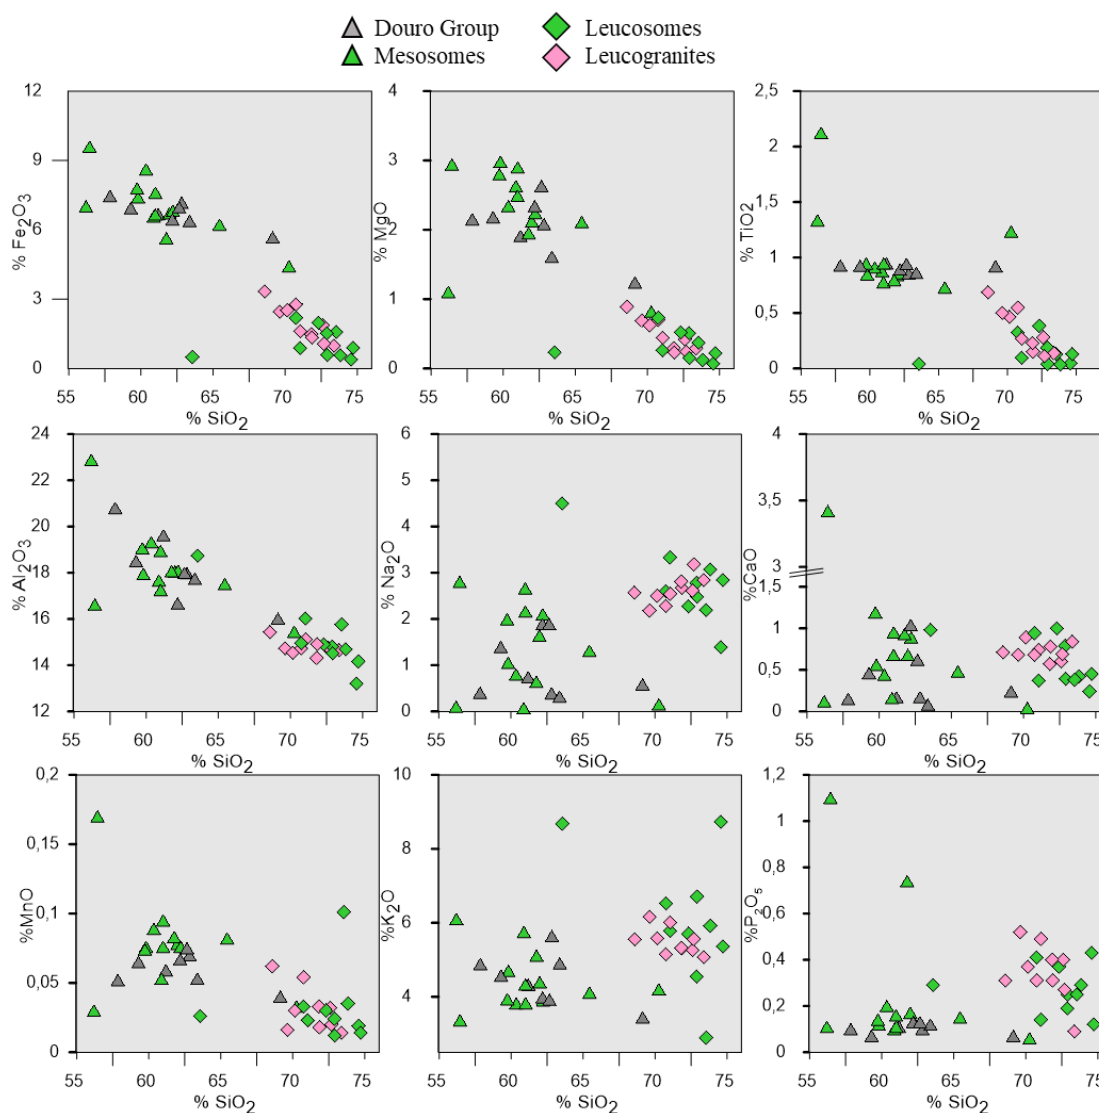 Douro Group
Leucosomes
Mesosomes
Leucogranites
12
9
6
3
0
% Fe2O3
55 60 65 70 75
% SiO2
4
3
2
1
0
% MgO
55 60 65 70 75
% SiO2
2,5
2
1,5
1
0,5
0
% TiO2
55 60 65 70 75
% SiO2
24
22
20
18
16
14
12
% Al2O3
55 60 65 70 75
% SiO2
6
5
4
3
2
1
0
% Na2O
55 60 65 70 75
% SiO2
4
3,5
3
1,5
1
0,5
0
%CaO
55 60 65 70 75
% SiO2
0,2
0,15
0,1
0,05
0
%MnO
55 60 65 70 75
% SiO2
10
8
6
4
%K2O
55 60 65 70 75
% SiO2
1,2
1
0,8
0,6
0,4
0,2
0
%P2O5
55 60 65 70 75
% SiO2